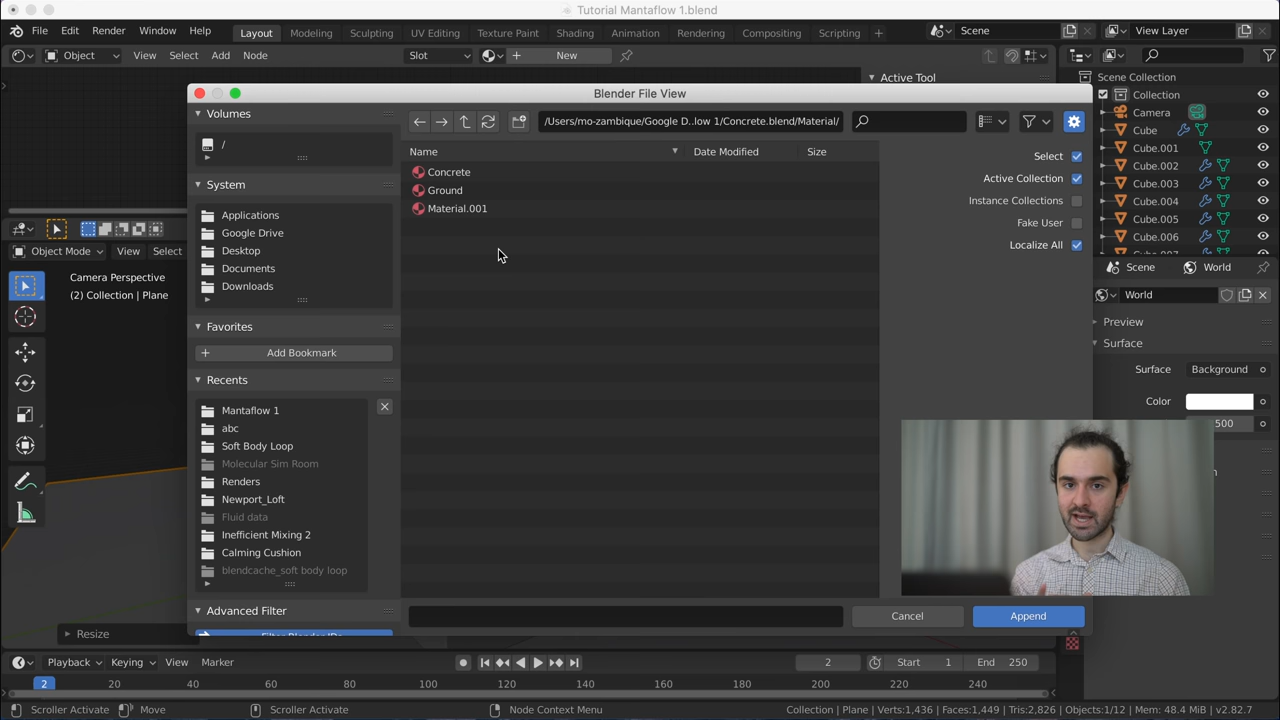 Tutorial Mantaflow 1.blend
File Edit Render Window Help Layout Modeling Sculpting UV Editing Texture Paint Shading Animation Rendering Compositing Scripting + Scene View Layer
Object View Select Add Object Node Slot New
Active Tool
Scene Collection
Collection
Camera
Cube
Cube.001
Cube.002
Cube.003
Cube.004
Cube.005
Cube.006
Blender File View
Volumes
/
System
Applications
Google Drive
Desktop
Documents
Downloads
Favorites
+ Add Bookmark
Recents
Mantaflow 1
abc
Soft Body Loop
Molecular Sim Room
Renders
Newport_Loft
Fluid data
Inefficient Mixing 2
Calming Cushion
blendcache_soft body loop
Advanced Filter
Filter Blender IDs
/Users/mo-zambique/Google D..low 1/Concrete.blend/Material/
Name Date Modified Size
Concrete
Ground
Material.001
Select
Active Collection
Instance Collections
Fake User
Localize All
Cancel Append
Object Mode View Select
Camera Perspective
(2) Collection | Plane
Resize
Scene World
World
Preview
Surface
Surface Background
Color
500
Playback Keying View Marker 2 Start 1 End 250
2 20 40 60 80 100 120 140 160 180 200 220 240
Scroller Activate Move Scroller Activate Node Context Menu Collection | Plane | Verts:1,436 | Faces:1,449 | Tris:2,826 | Objects:1/12 | Mem: 48.4 MiB | v2.82.7